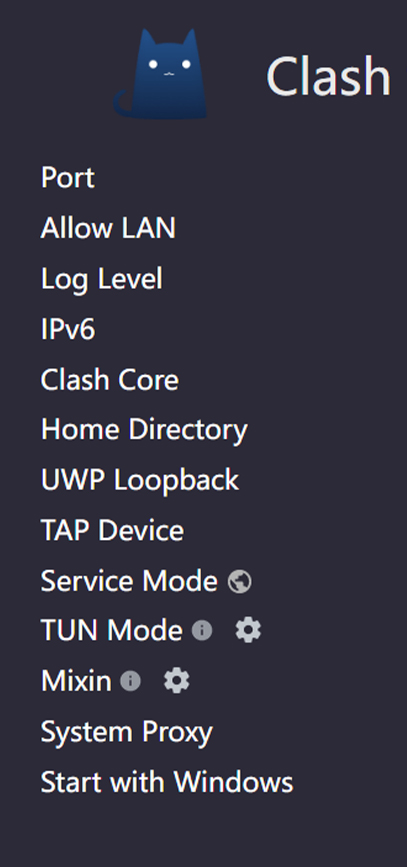 Clash
Port
Allow LAN
Log Level
IPv6
Clash Core
Home Directory
UWP Loopback
TAP Device
Service Mode
TUN Mode
Mixin
System Proxy
Start with Windows